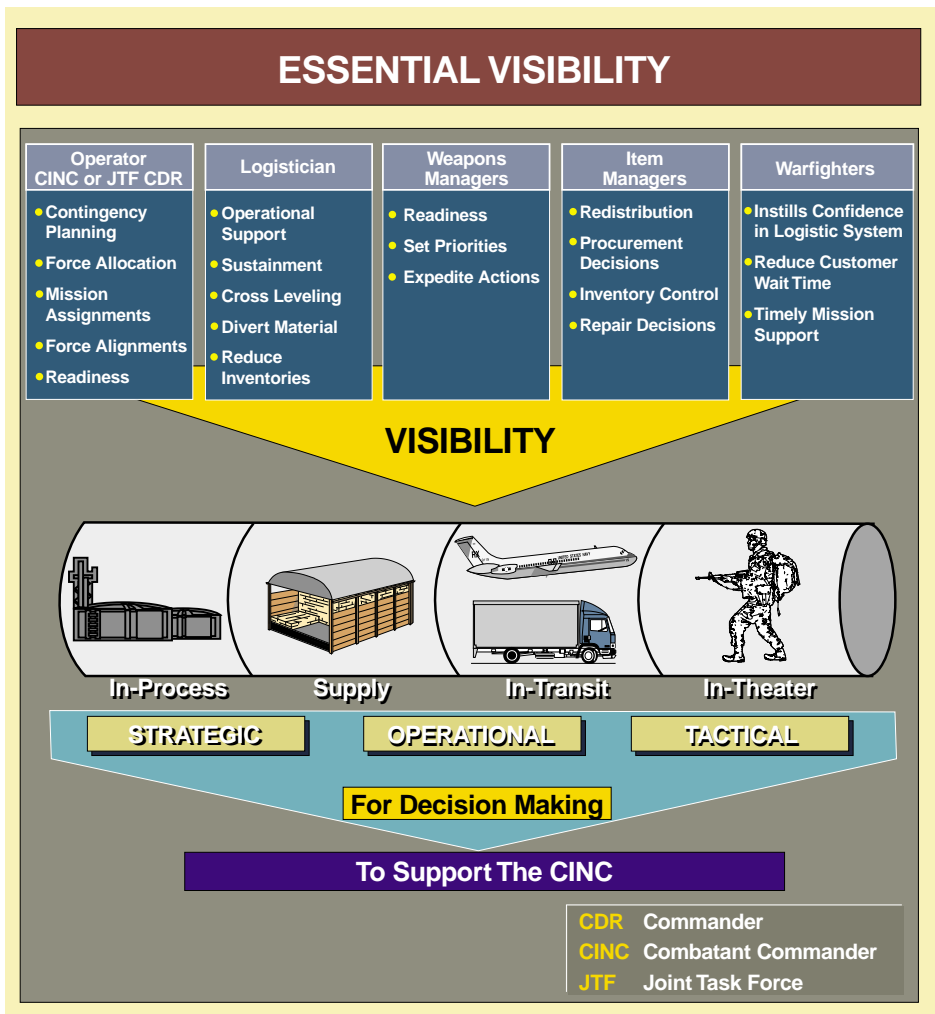 ESSENTIAL VISIBILITY
Operator
CINC or JTF CDR
Contingency
Planning
Force Allocation
Mission
Assignments
Force Alignments
Readiness
Logistician
Operational
Support
Sustainment
Cross Leveling
Divert Material
Reduce
Inventories
Weapons
Managers
Readiness
Set Priorities
Expedite Actions
Item
Managers
Redistribution
Procurement
Decisions
Inventory Control
Repair Decisions
Warfighters
Instills Confidence
in Logistic System
Reduce Customer
Wait Time
Timely Mission
Support
VISIBILITY
UNITED STATES NAVY
RX
In-Process
Supply
In-Transit
In-Theater
STRATEGIC
OPERATIONAL
TACTICAL
For Decision Making
To Support The CINC
CDR Commander
CINC Combatant Commander
JTF Joint Task Force